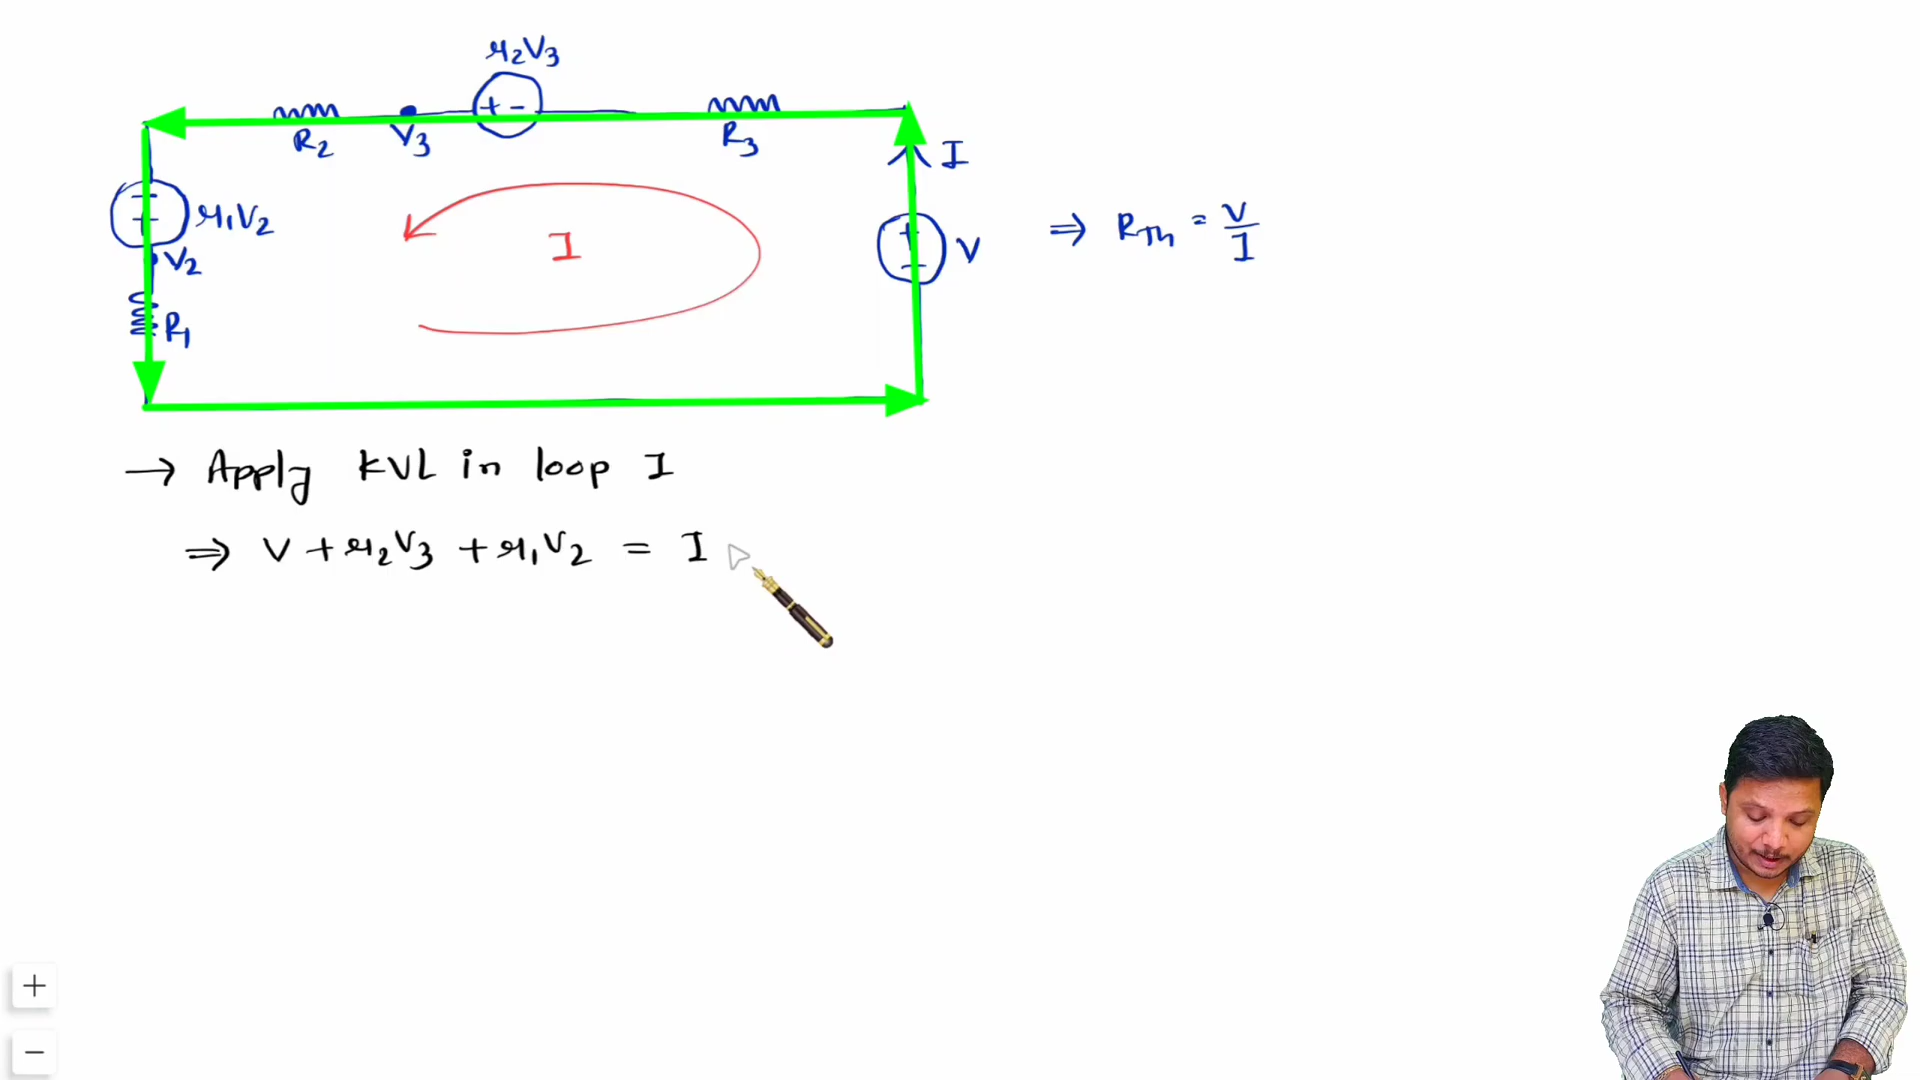 r₂V₃
R₂ V₃ + - R₃
I
r₁V₂
I
V
⇒ R_Th = V/I
V₂
R₁
→ Apply KVL in loop I
⇒ V + r₂V₃ + r₁V₂ = I